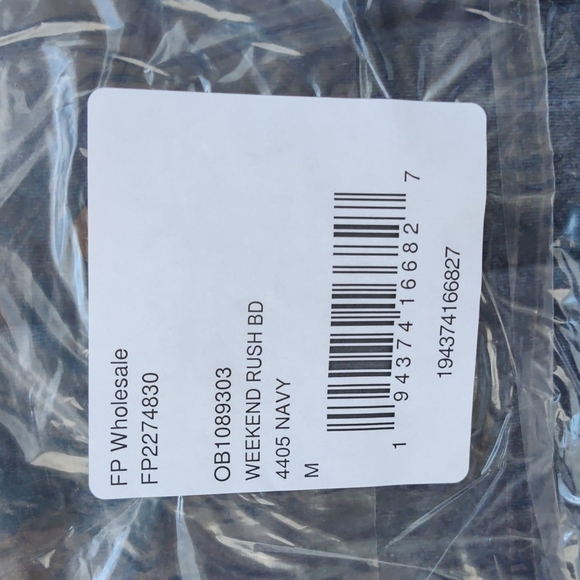 FP Wholesale
FP2274830
OB1089303
WEEKEND RUSH BD
4405 NAVY
M
1 94374 16682 7
194374166827